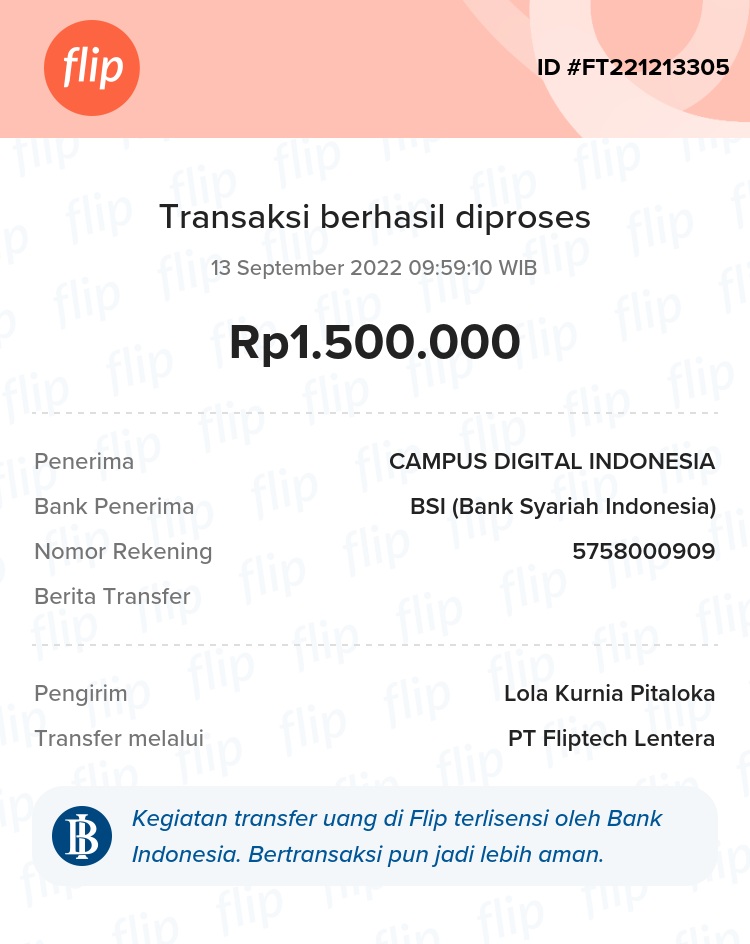 flip
ID #FT221213305
Transaksi berhasil diproses
13 September 2022 09:59:10 WIB
Rp1.500.000
Penerima CAMPUS DIGITAL INDONESIA
Bank Penerima BSI (Bank Syariah Indonesia)
Nomor Rekening 5758000909
Berita Transfer
Pengirim Lola Kurnia Pitaloka
Transfer melalui PT Fliptech Lentera
Kegiatan transfer uang di Flip terlisensi oleh Bank
Indonesia. Bertransaksi pun jadi lebih aman.